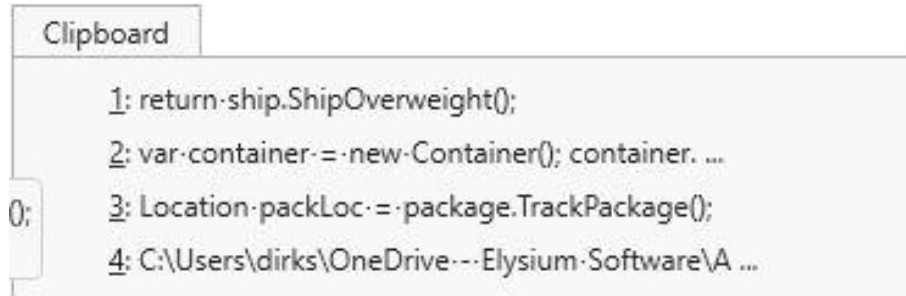 Clipboard
1: return·ship.ShipOverweight();
2: var·container·=·new·Container(); container. ...
3: Location·packLoc·=·package.TrackPackage();
();
4: C:\Users\dirks\OneDrive·-·Elysium·Software\A ...